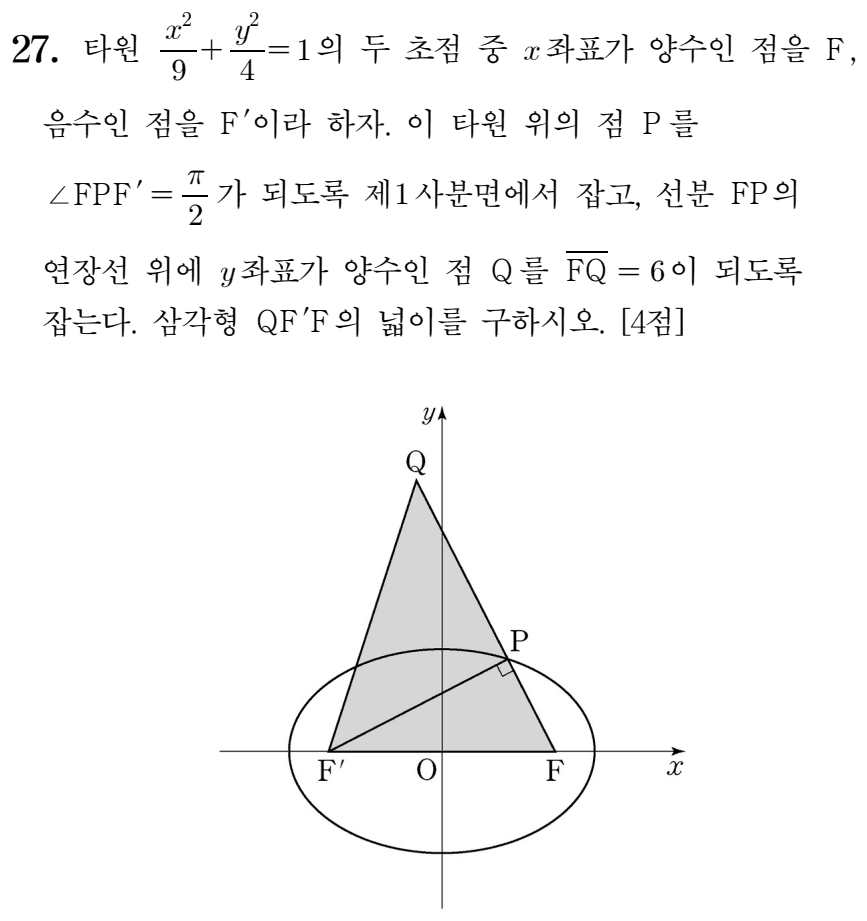 27. 타원 x²/9 + y²/4 = 1의 두 초점 중 x좌표가 양수인 점을 F,
음수인 점을 F′이라 하자. 이 타원 위의 점 P를
∠FPF′ = π/2 가 되도록 제1사분면에서 잡고, 선분 FP의
연장선 위에 y좌표가 양수인 점 Q를 F̅Q̅ = 6이 되도록
잡는다. 삼각형 QF′F의 넓이를 구하시오. [4점]
y
Q
P
F′
O
F
x